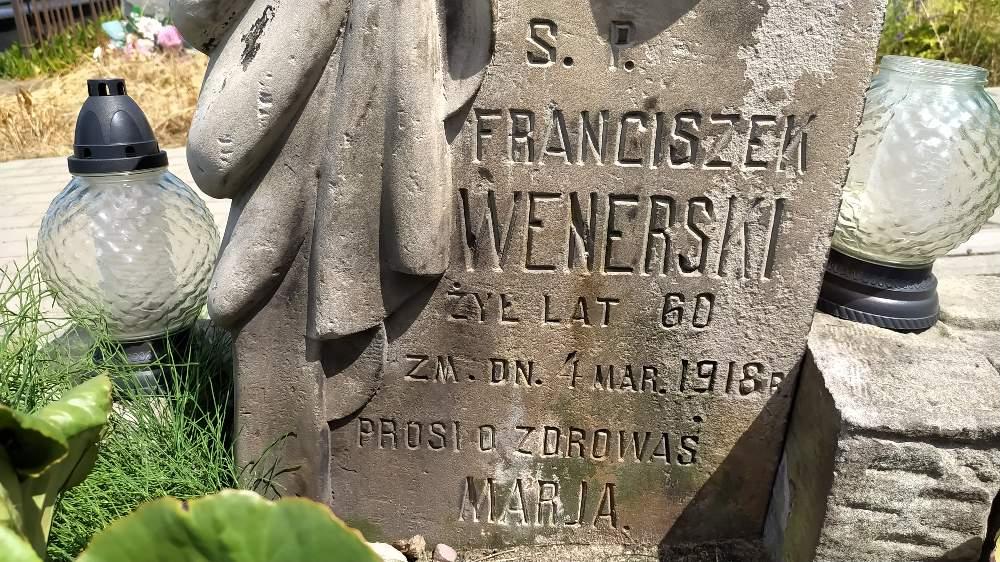 Ś. P.
FRANCISZEK
WENERSKI
ŻYŁ LAT 60
ZM. DN. 4 MAR. 1918 R
PROSI O ZDROWAŚ
MARJA.